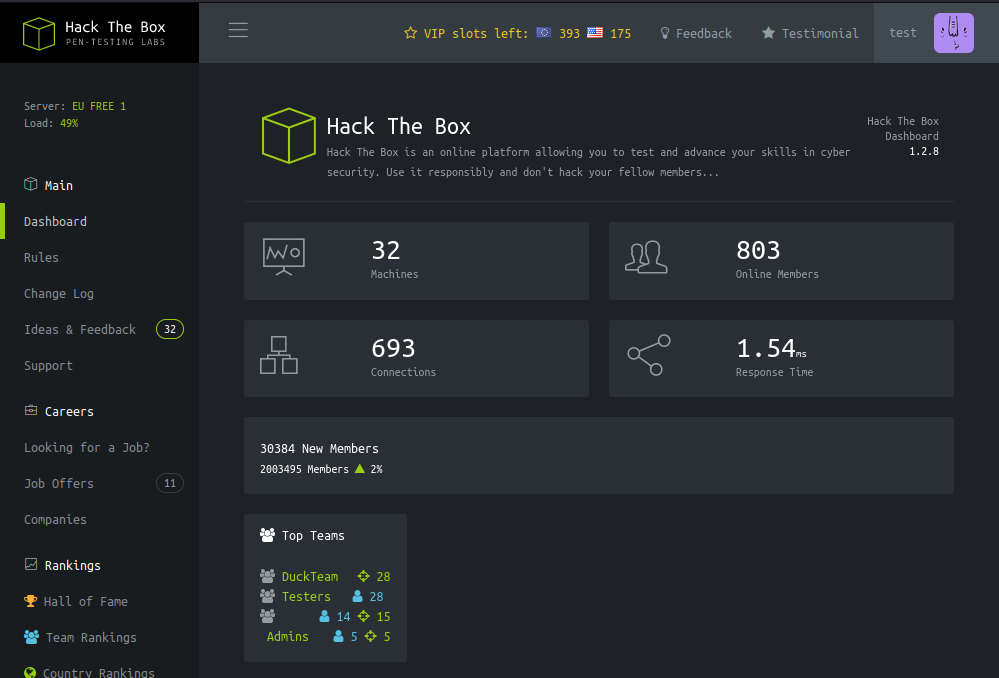 Hack The Box
PEN-TESTING LABS
VIP slots left: 393 175
Feedback
Testimonial
test
Server: EU FREE 1
Load: 49%
Main
Dashboard
Rules
Change Log
Ideas & Feedback 32
Support
Careers
Looking for a Job?
Job Offers 11
Companies
Rankings
Hall of Fame
Team Rankings
Country Rankings
Hack The Box
Hack The Box is an online platform allowing you to test and advance your skills in cyber
security. Use it responsibly and don't hack your fellow members...
Hack The Box
Dashboard
1.2.8
32
Machines
803
Online Members
693
Connections
1.54ms
Response Time
30384 New Members
2003495 Members 2%
Top Teams
DuckTeam 28
Testers 28
14 15
Admins 5 5